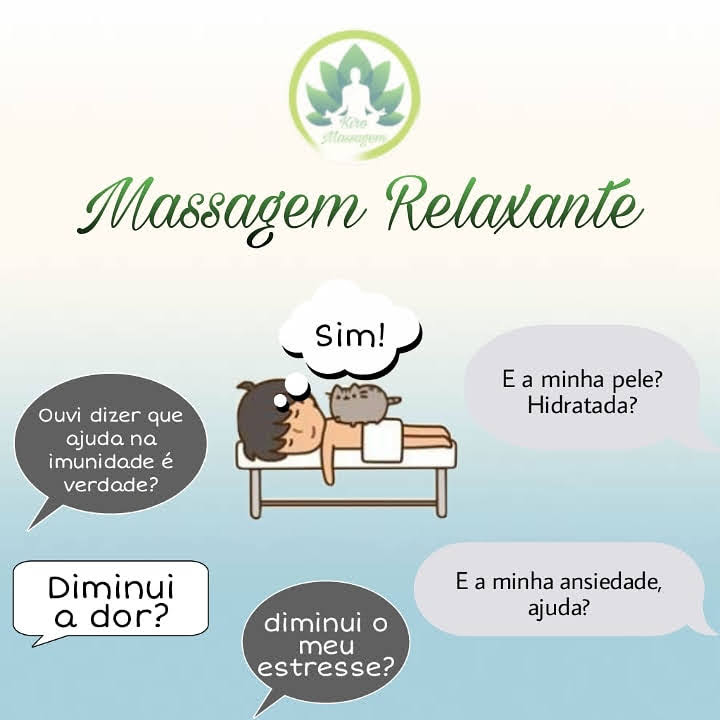 Kiro
Massagem
Massagem Relaxante
Sim!
E a minha pele?
Hidratada?
Ouvi dizer que
ajuda na
imunidade é
verdade?
Diminui
a dor?
E a minha ansiedade,
ajuda?
diminui o
meu
estresse?